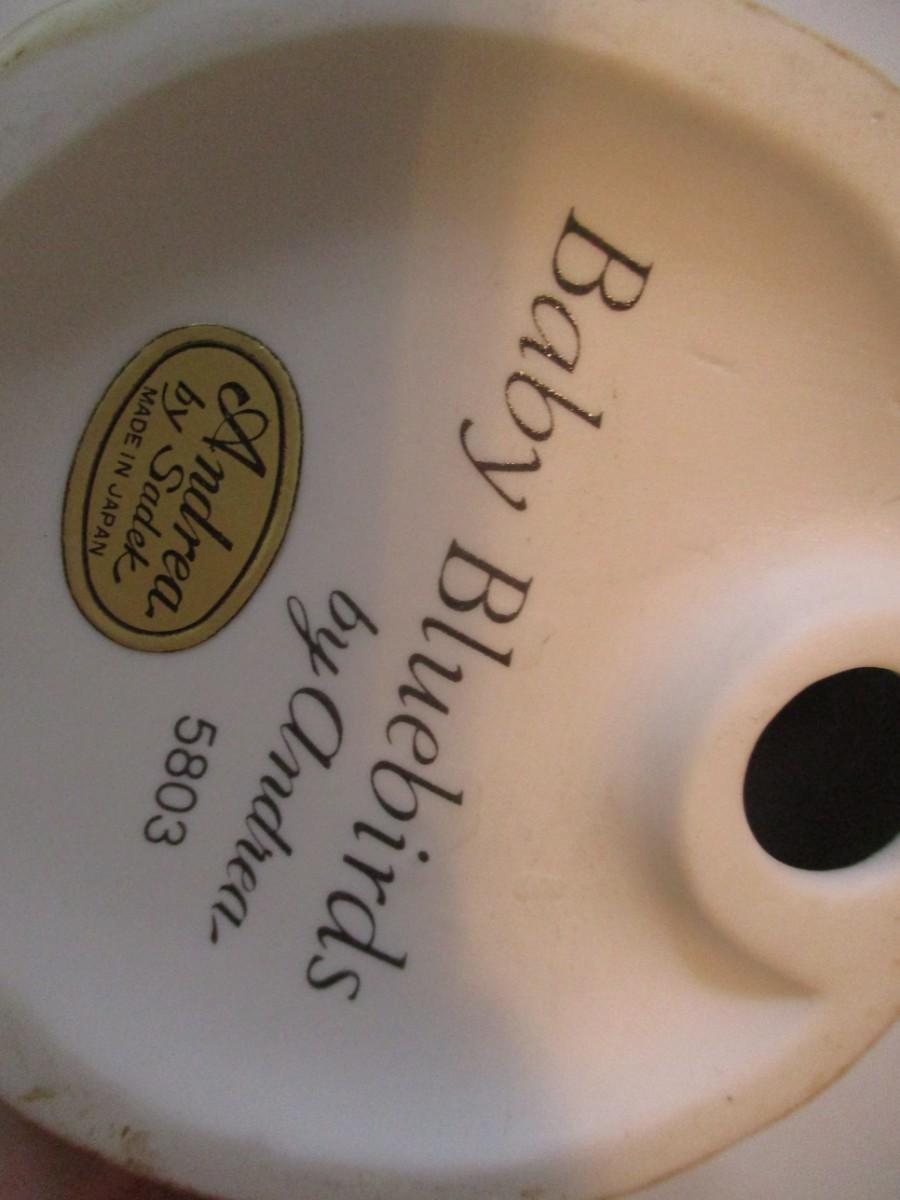 Baby Bluebirds
by Andrea
5803
Andrea
by Sadek
MADE IN JAPAN